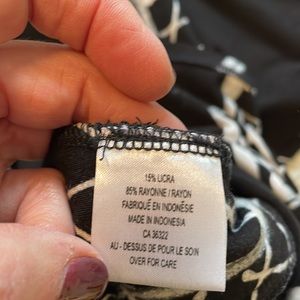 15% LICRA
85% RAYONNE / RAYON
FABRIQUÉ EN INDONÉSIE
MADE IN INDONESIA
CA 36322
AU - DESSUS DE POUR LE SOIN
OVER FOR CARE